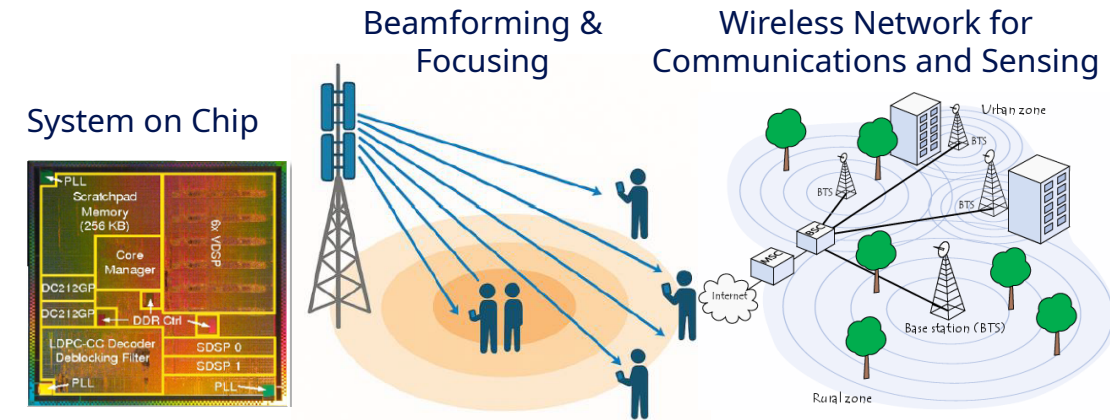 System on Chip
PLL
Scratchpad
Memory
(256 KB)
6x VDSP
Core
Manager
DC212GP
DC212GP
DDR Ctrl
LDPC-CC Decoder
Deblocking Filter
SDSP 0
SDSP 1
PLL
PLL
Beamforming &
Focusing
Wireless Network for
Communications and Sensing
Urban zone
BTS
BTS
BTS
BSC
MSC
Internet
Base station (BTS)
Rural zone